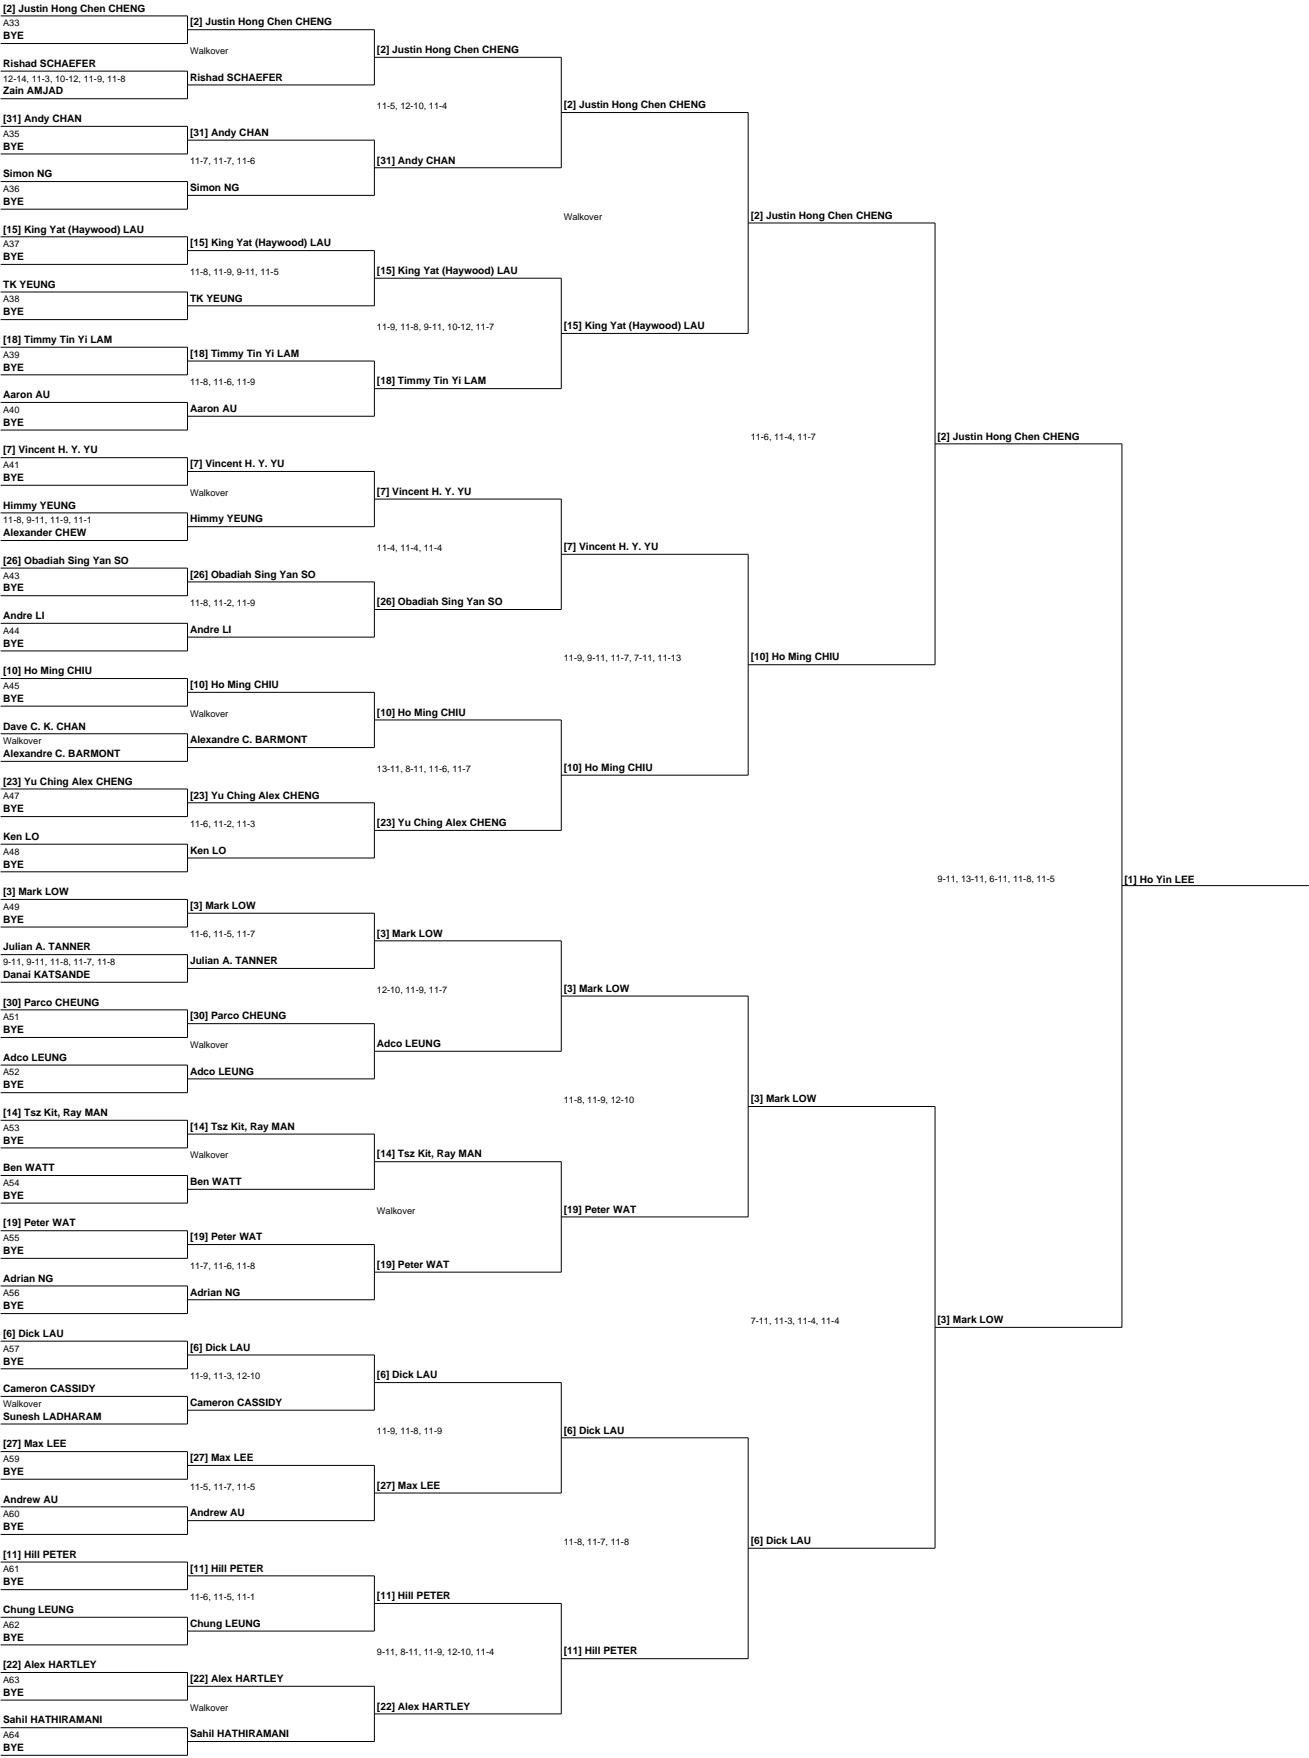 [2] Justin Hong Chen CHENG
A33
BYE
Rishad SCHAEFER
12-14, 11-3, 10-12, 11-9, 11-8
Zain AMJAD
[31] Andy CHAN
A35
BYE
Simon NG
A36
BYE
[15] King Yat (Haywood) LAU
A37
BYE
TK YEUNG
A38
BYE
[18] Timmy Tin Yi LAM
A39
BYE
Aaron AU
A40
BYE
[7] Vincent H. Y. YU
A41
BYE
Himmy YEUNG
11-8, 9-11, 11-9, 11-1
Alexander CHEW
[26] Obadiah Sing Yan SO
A43
BYE
Andre LI
A44
BYE
[10] Ho Ming CHIU
A45
BYE
Dave C. K. CHAN
Walkover
Alexandre C. BARMONT
[23] Yu Ching Alex CHENG
A47
BYE
Ken LO
A48
BYE
[3] Mark LOW
A49
BYE
Julian A. TANNER
9-11, 9-11, 11-8, 11-7, 11-8
Danai KATSANDE
[30] Parco CHEUNG
A51
BYE
Adco LEUNG
A52
BYE
[14] Tsz Kit, Ray MAN
A53
BYE
Ben WATT
A54
BYE
[19] Peter WAT
A55
BYE
Adrian NG
A56
BYE
[6] Dick LAU
A57
BYE
Cameron CASSIDY
Walkover
Sunesh LADHARAM
[27] Max LEE
A59
BYE
Andrew AU
A60
BYE
[11] Hill PETER
A61
BYE
Chung LEUNG
A62
BYE
[22] Alex HARTLEY
A63
BYE
Sahil HATHIRAMANI
A64
BYE
[2] Justin Hong Chen CHENG
Walkover
Rishad SCHAEFER
[31] Andy CHAN
11-7, 11-7, 11-6
Simon NG
[15] King Yat (Haywood) LAU
11-8, 11-9, 9-11, 11-5
TK YEUNG
[18] Timmy Tin Yi LAM
11-8, 11-6, 11-9
Aaron AU
[7] Vincent H. Y. YU
Walkover
Himmy YEUNG
[26] Obadiah Sing Yan SO
11-8, 11-2, 11-9
Andre LI
[10] Ho Ming CHIU
Walkover
Alexandre C. BARMONT
[23] Yu Ching Alex CHENG
11-6, 11-2, 11-3
Ken LO
[3] Mark LOW
11-6, 11-5, 11-7
Julian A. TANNER
[30] Parco CHEUNG
Walkover
Adco LEUNG
[14] Tsz Kit, Ray MAN
Walkover
Ben WATT
[19] Peter WAT
11-7, 11-6, 11-8
Adrian NG
[6] Dick LAU
11-9, 11-3, 12-10
Cameron CASSIDY
[27] Max LEE
11-5, 11-7, 11-5
Andrew AU
[11] Hill PETER
11-6, 11-5, 11-1
Chung LEUNG
[22] Alex HARTLEY
Walkover
Sahil HATHIRAMANI
[2] Justin Hong Chen CHENG
11-5, 12-10, 11-4
[31] Andy CHAN
[15] King Yat (Haywood) LAU
11-9, 11-8, 9-11, 10-12, 11-7
[18] Timmy Tin Yi LAM
[7] Vincent H. Y. YU
11-4, 11-4, 11-4
[26] Obadiah Sing Yan SO
[10] Ho Ming CHIU
13-11, 8-11, 11-6, 11-7
[23] Yu Ching Alex CHENG
[3] Mark LOW
12-10, 11-9, 11-7
Adco LEUNG
[14] Tsz Kit, Ray MAN
Walkover
[19] Peter WAT
[6] Dick LAU
11-9, 11-8, 11-9
[27] Max LEE
[11] Hill PETER
9-11, 8-11, 11-9, 12-10, 11-4
[22] Alex HARTLEY
[2] Justin Hong Chen CHENG
Walkover
[15] King Yat (Haywood) LAU
[7] Vincent H. Y. YU
11-9, 9-11, 11-7, 7-11, 11-13
[10] Ho Ming CHIU
[3] Mark LOW
11-8, 11-9, 12-10
[19] Peter WAT
[6] Dick LAU
11-8, 11-7, 11-8
[11] Hill PETER
[2] Justin Hong Chen CHENG
11-6, 11-4, 11-7
[10] Ho Ming CHIU
[3] Mark LOW
7-11, 11-3, 11-4, 11-4
[6] Dick LAU
[2] Justin Hong Chen CHENG
9-11, 13-11, 6-11, 11-8, 11-5
[3] Mark LOW
[1] Ho Yin LEE